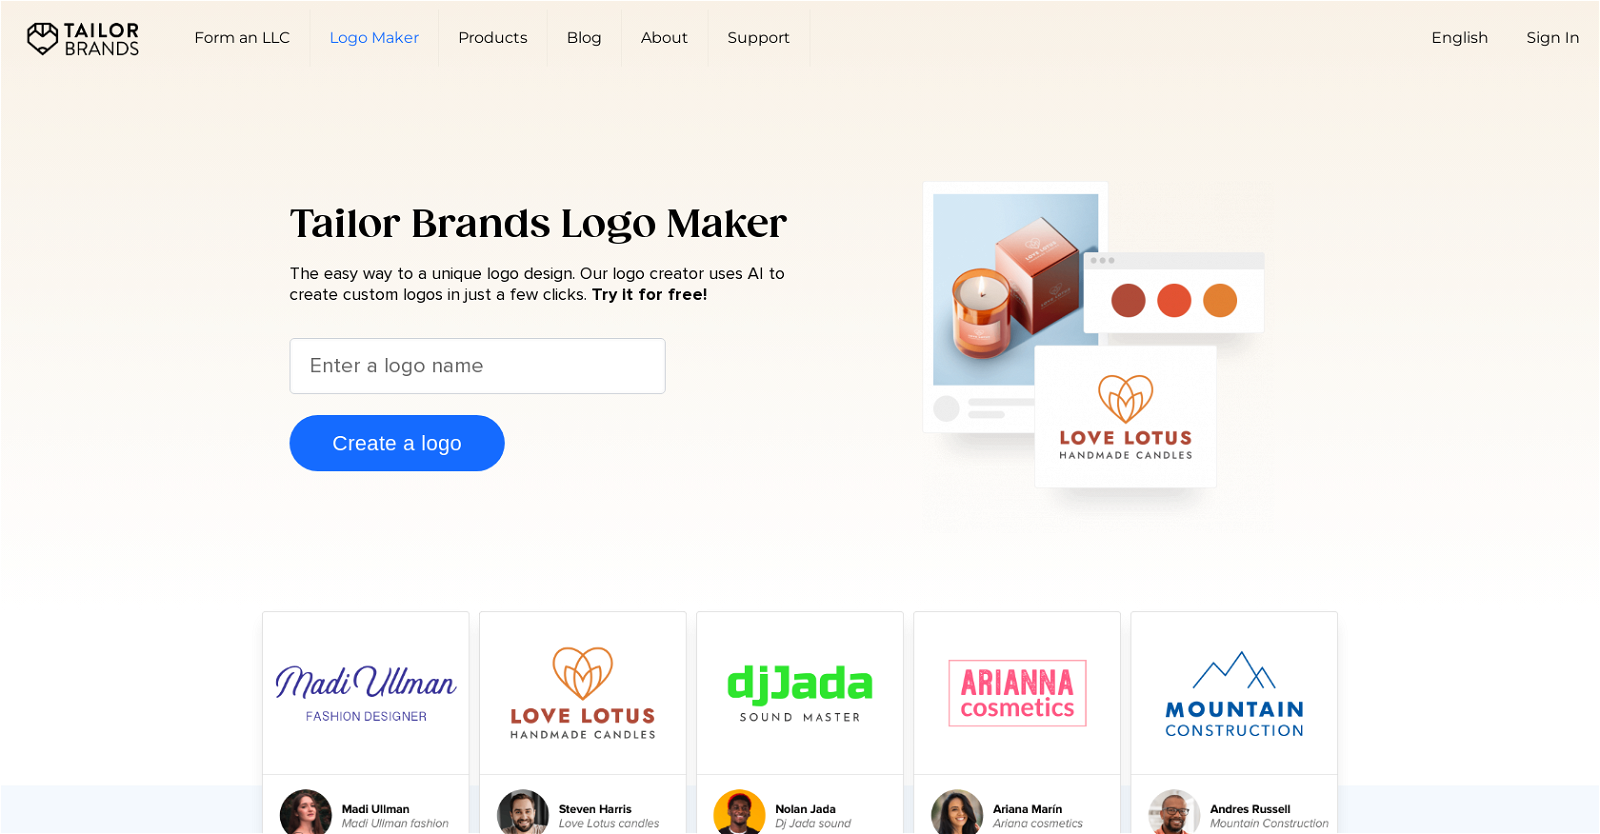 TAILOR
BRANDS
Form an LLC
Logo Maker
Products
Blog
About
Support
English
Sign In
Tailor Brands Logo Maker
The easy way to a unique logo design. Our logo creator uses AI to
create custom logos in just a few clicks. Try it for free!
Enter a logo name
Create a logo
LOVE LOTUS
LOVE LOTUS
HANDMADE CANDLES
Madi Ullman
FASHION DESIGNER
LOVE LOTUS
HANDMADE CANDLES
djJada
SOUND MASTER
ARIANNA
cosmetics
MOUNTAIN
CONSTRUCTION
Madi Ullman
Madi Ullman fashion
Steven Harris
Love Lotus candles
Nolan Jada
Dj Jada sound
Ariana Marín
Ariana cosmetics
Andres Russell
Mountain Construction